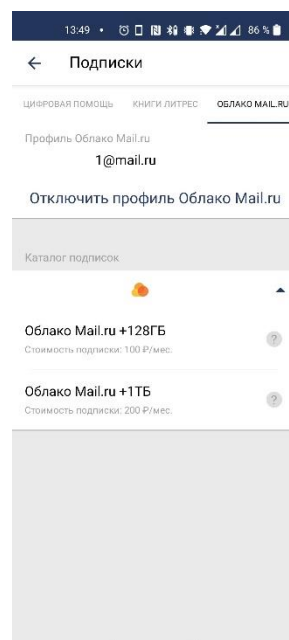 13:49 • 86 %
Подписки
ЦИФРОВАЯ ПОМОЩЬ КНИГИ ЛИТРЕС ОБЛАКО MAIL.RU
Профиль Облако Mail.ru
1@mail.ru
Отключить профиль Облако Mail.ru
Каталог подписок
Облако Mail.ru +128ГБ
?
Стоимость подписки: 100 ₽/мес.
Облако Mail.ru +1ТБ
?
Стоимость подписки: 200 ₽/мес.